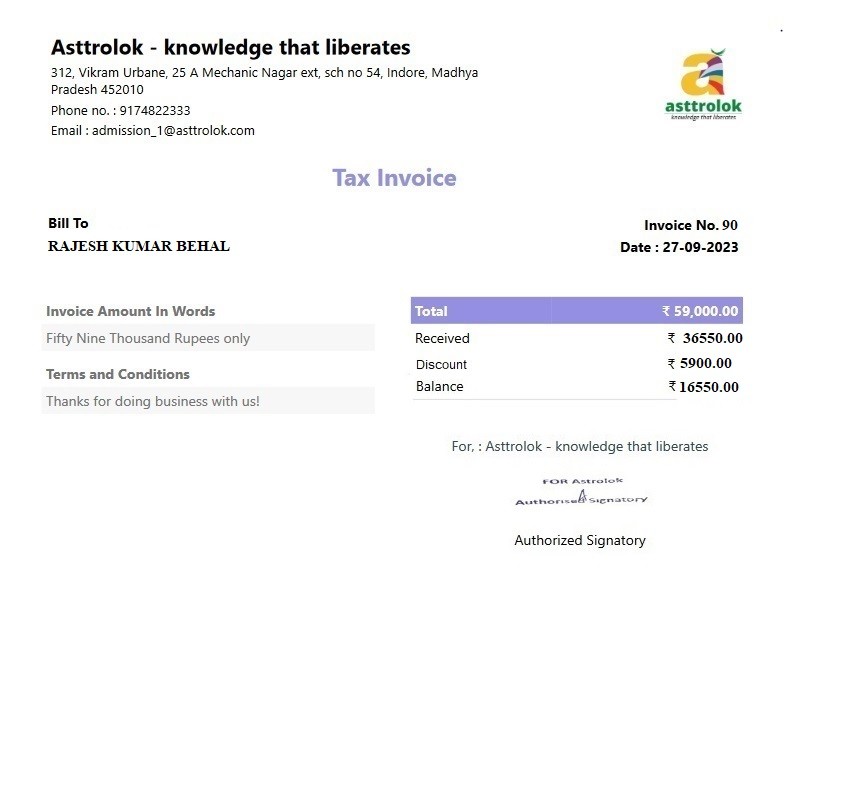 Asttrolok - knowledge that liberates
312, Vikram Urbane, 25 A Mechanic Nagar ext, sch no 54, Indore, Madhya
Pradesh 452010
Phone no. : 9174822333
Email : admission_1@asttrolok.com
asttrolok
knowledge that liberates
Tax Invoice
Bill To
RAJESH KUMAR BEHAL
Invoice No. 90
Date : 27-09-2023
Invoice Amount In Words
Fifty Nine Thousand Rupees only
Terms and Conditions
Thanks for doing business with us!
Total ₹ 59,000.00
Received ₹ 36550.00
Discount ₹ 5900.00
Balance ₹ 16550.00
For, : Asttrolok - knowledge that liberates
FOR Astrolok
Authorised Signatory
Authorized Signatory